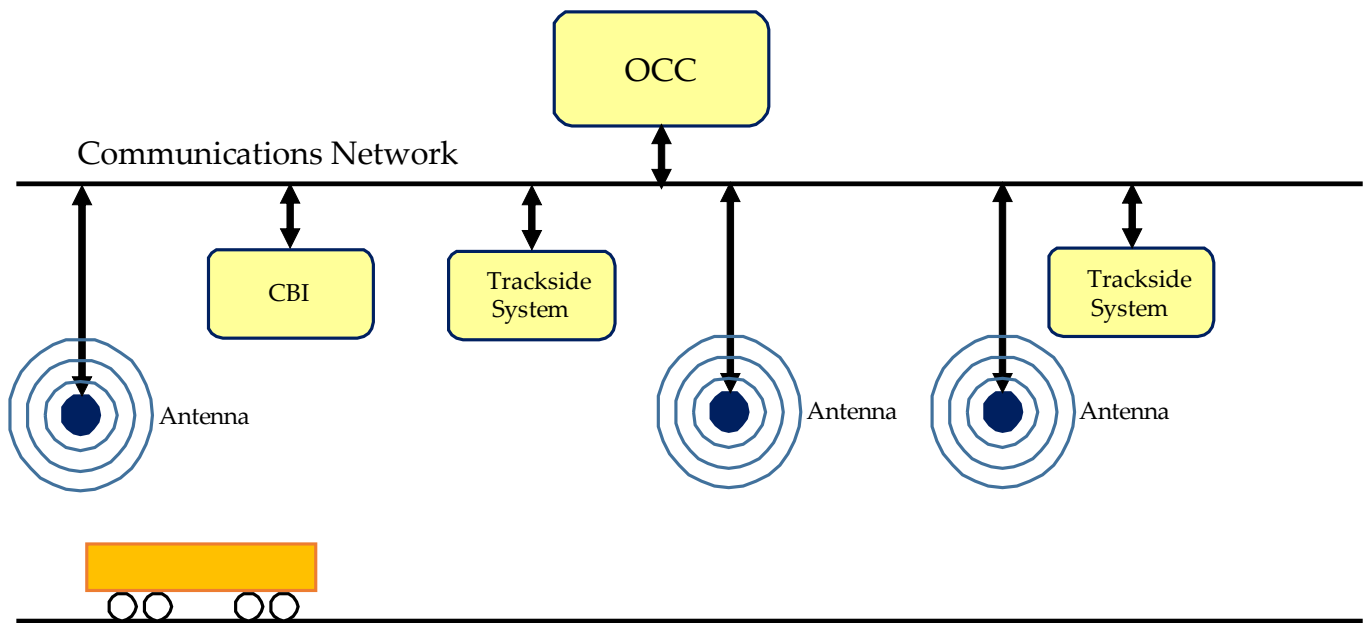 OCC
Communications Network
CBI
Trackside
System
Trackside
System
Antenna
Antenna
Antenna